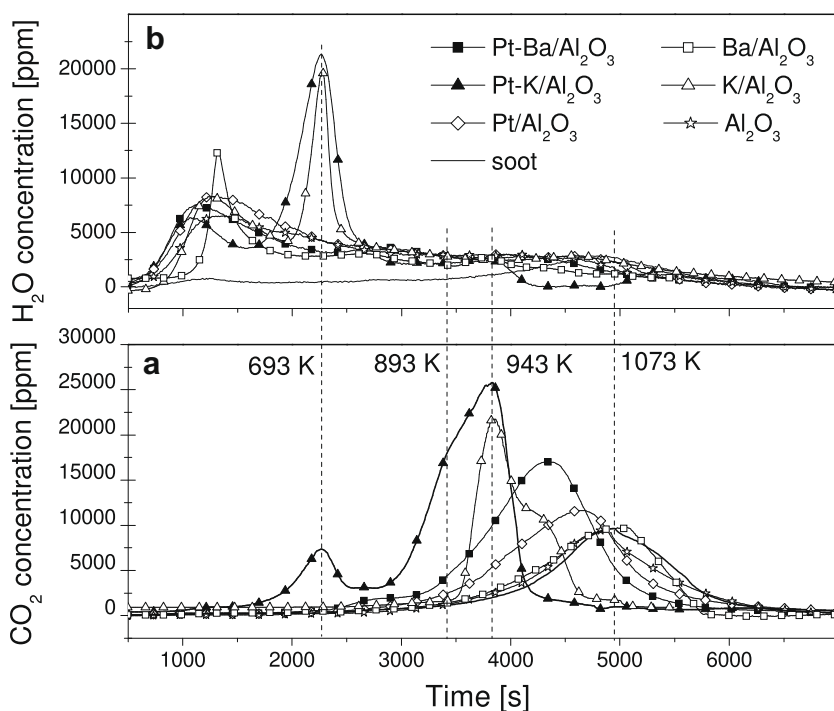 b
Pt-Ba/Al₂O₃
Ba/Al₂O₃
Pt-K/Al₂O₃
K/Al₂O₃
Pt/Al₂O₃
Al₂O₃
soot
H₂O concentration [ppm]
20000
15000
10000
5000
0
a
693 K
893 K
943 K
1073 K
CO₂ concentration [ppm]
30000
25000
20000
15000
10000
5000
0
1000 2000 3000 4000 5000 6000
Time [s]